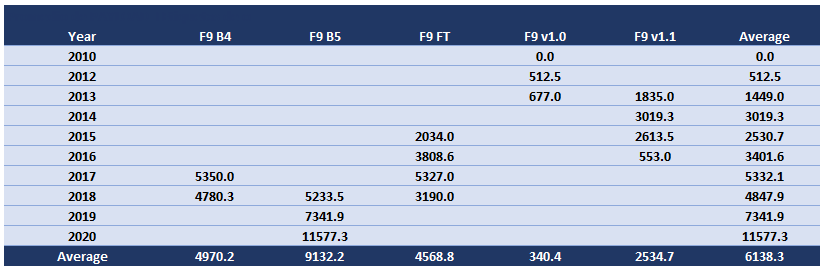 Year F9 B4 F9 B5 F9 FT F9 v1.0 F9 v1.1 Average
2010 0.0 0.0
2012 512.5 512.5
2013 677.0 1835.0 1449.0
2014 3019.3 3019.3
2015 2034.0 2613.5 2530.7
2016 3808.6 553.0 3401.6
2017 5350.0 5327.0 5332.1
2018 4780.3 5233.5 3190.0 4847.9
2019 7341.9 7341.9
2020 11577.3 11577.3
Average 4970.2 9132.2 4568.8 340.4 2534.7 6138.3